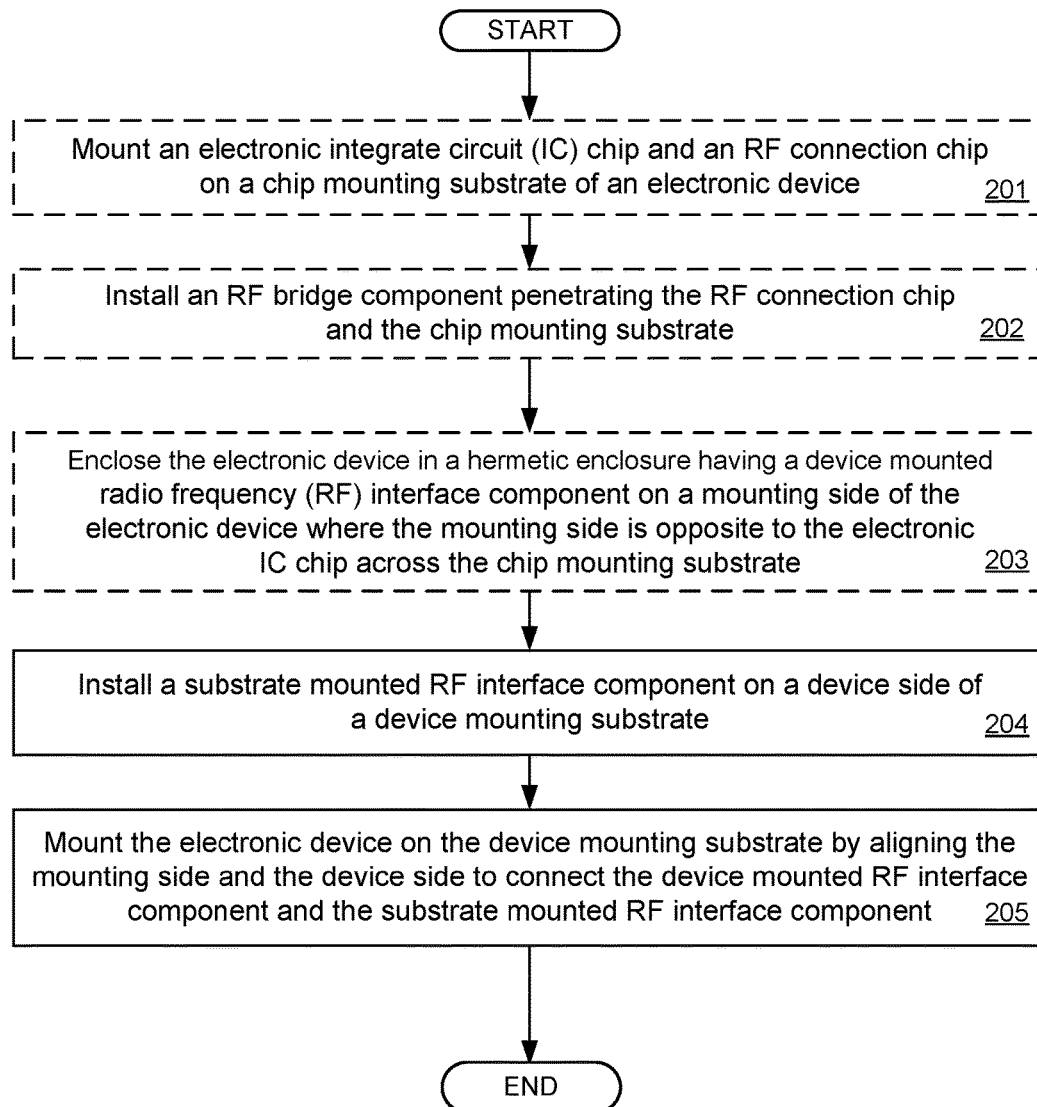 START
Mount an electronic integrate circuit (IC) chip and an RF connection chip
on a chip mounting substrate of an electronic device
201
Install an RF bridge component penetrating the RF connection chip
and the chip mounting substrate
202
Enclose the electronic device in a hermetic enclosure having a device mounted
radio frequency (RF) interface component on a mounting side of the
electronic device where the mounting side is opposite to the electronic
IC chip across the chip mounting substrate
203
Install a substrate mounted RF interface component on a device side of
a device mounting substrate
204
Mount the electronic device on the device mounting substrate by aligning the
mounting side and the device side to connect the device mounted RF interface
component and the substrate mounted RF interface component
205
END